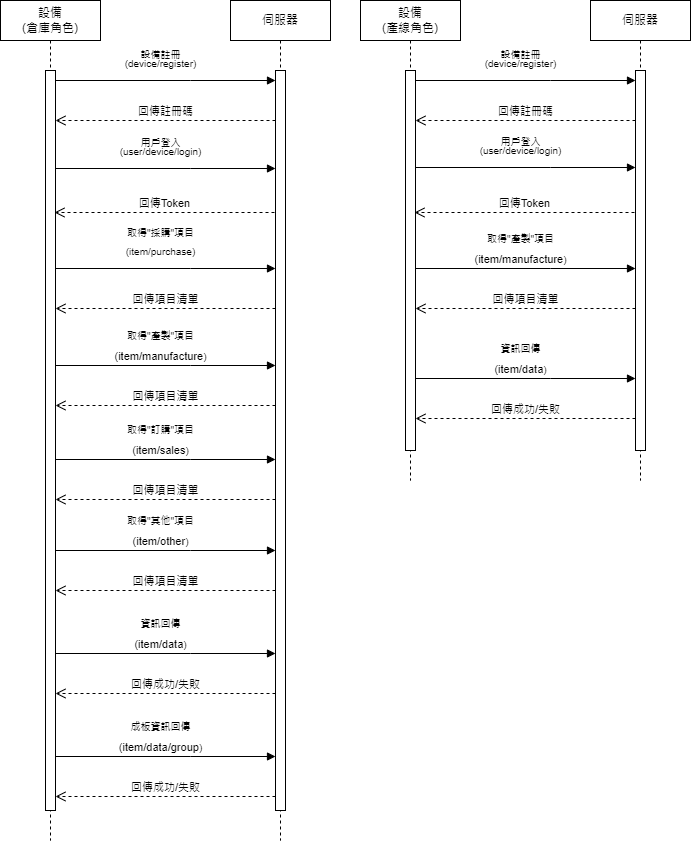 設備
(倉庫角色)
伺服器
設備註冊
(device/register)
回傳註冊碼
用戶登入
(user/device/login)
回傳Token
取得"採購"項目
(item/purchase)
回傳項目清單
取得"產製"項目
(item/manufacture)
回傳項目清單
取得"訂購"項目
(item/sales)
回傳項目清單
取得"其他"項目
(item/other)
回傳項目清單
資訊回傳
(item/data)
回傳成功/失敗
成板資訊回傳
(item/data/group)
回傳成功/失敗
設備
(產線角色)
伺服器
設備註冊
(device/register)
回傳註冊碼
用戶登入
(user/device/login)
回傳Token
取得"產製"項目
(item/manufacture)
回傳項目清單
資訊回傳
(item/data)
回傳成功/失敗